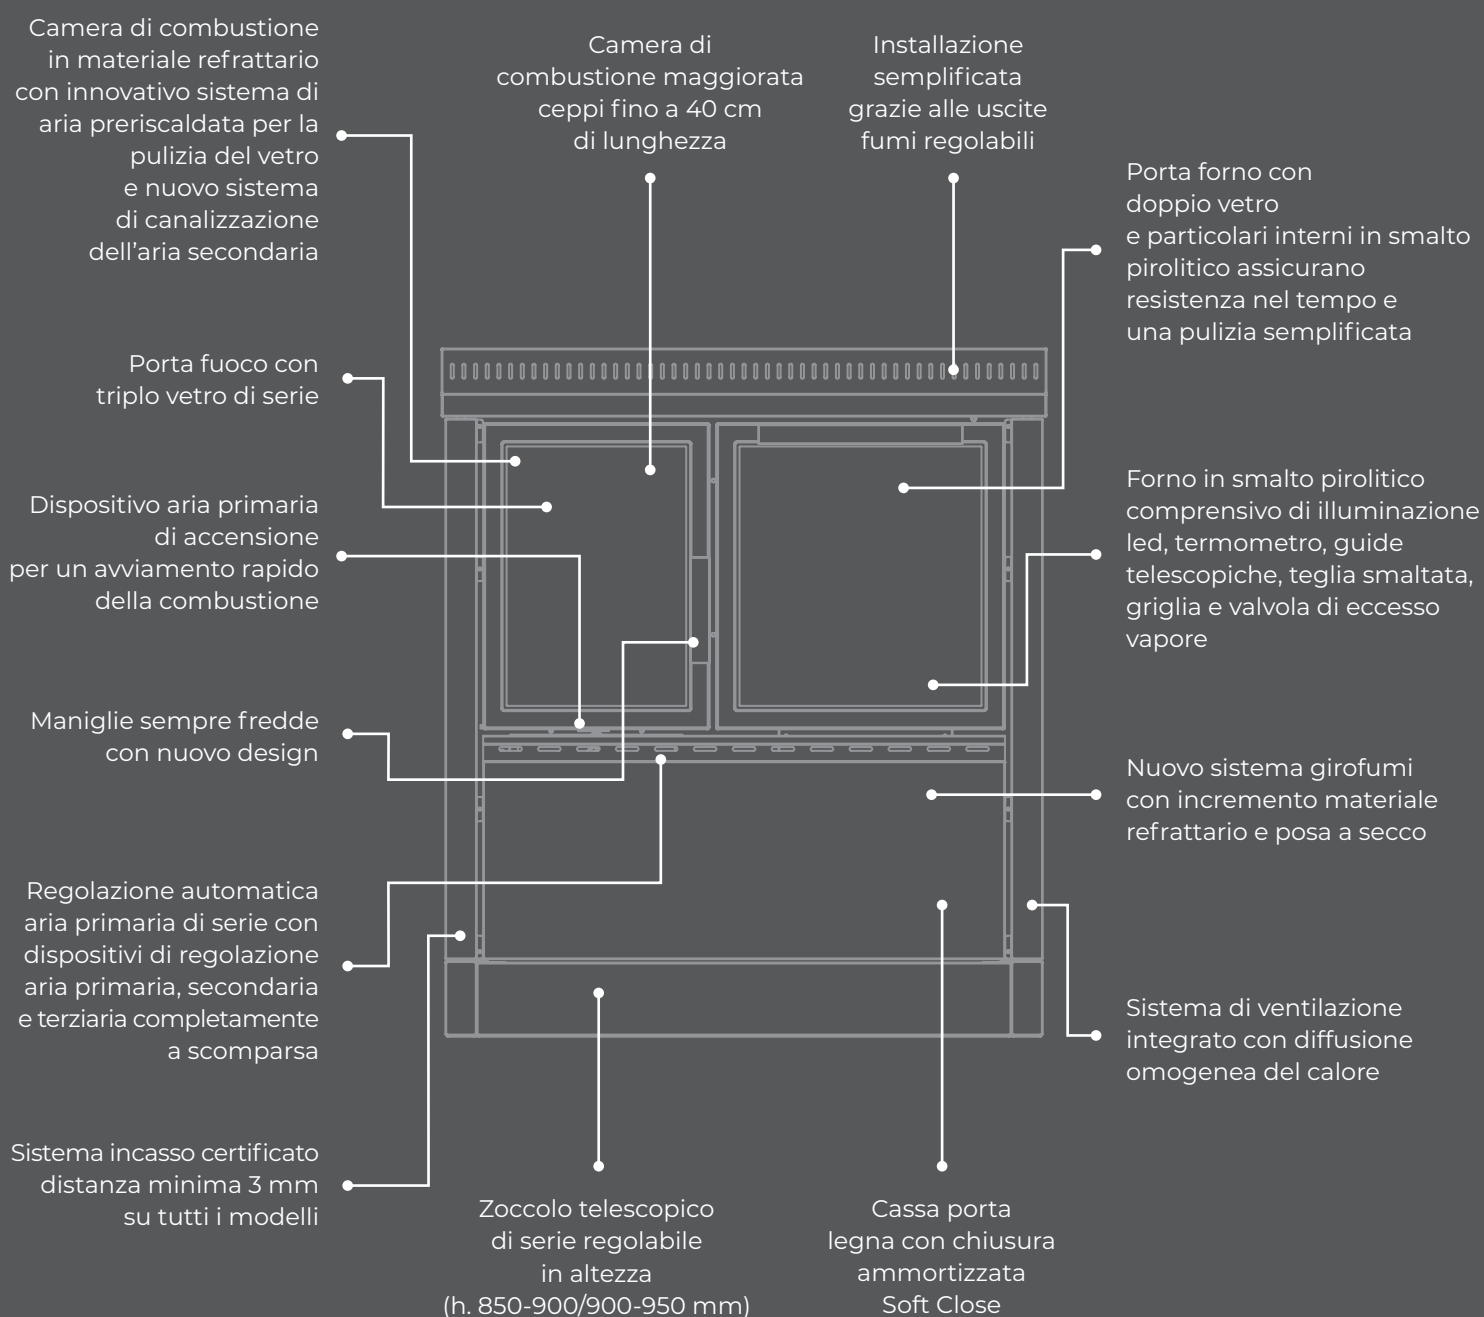 Camera di combustione
in materiale refrattario
con innovativo sistema di
aria preriscaldata per la
pulizia del vetro
e nuovo sistema
di canalizzazione
dell’aria secondaria
Camera di
combustione maggiorata
ceppi fino a 40 cm
di lunghezza
Installazione
semplificata
grazie alle uscite
fumi regolabili
Porta forno con
doppio vetro
e particolari interni in smalto
pirolitico assicurano
resistenza nel tempo e
una pulizia semplificata
Porta fuoco con
triplo vetro di serie
Dispositivo aria primaria
di accensione
per un avviamento rapido
della combustione
Forno in smalto pirolitico
comprensivo di illuminazione
led, termometro, guide
telescopiche, teglia smaltata,
griglia e valvola di eccesso
vapore
Maniglie sempre fredde
con nuovo design
Nuovo sistema girofumi
con incremento materiale
refrattario e posa a secco
Regolazione automatica
aria primaria di serie con
dispositivi di regolazione
aria primaria, secondaria
e terziaria completamente
a scomparsa
Sistema di ventilazione
integrato con diffusione
omogenea del calore
Sistema incasso certificato
distanza minima 3 mm
su tutti i modelli
Zoccolo telescopico
di serie regolabile
in altezza
(h. 850-900/900-950 mm)
Cassa porta
legna con chiusura
ammortizzata
Soft Close